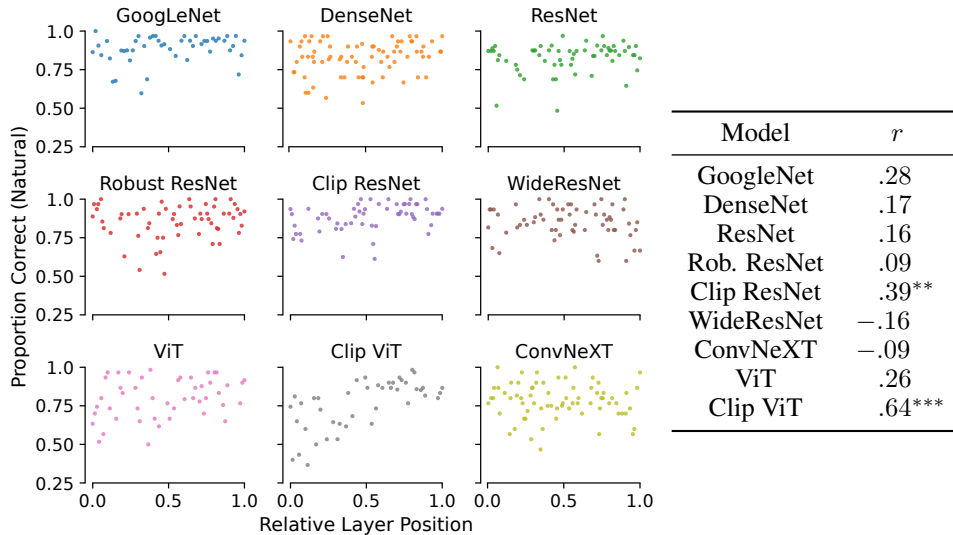 GoogLeNet DenseNet ResNet
1.0
0.75
0.50
0.25
Robust ResNet Clip ResNet WideResNet
1.0
0.75
0.50
0.25
ViT Clip ViT ConvNeXT
1.0
0.75
0.50
0.25
0.0 0.5 1.0 0.0 0.5 1.0 0.0 0.5 1.0
Relative Layer Position
Proportion Correct (Natural)
Model r
GoogleNet .28
DenseNet .17
ResNet .16
Rob. ResNet .09
Clip ResNet .39**
WideResNet −.16
ConvNeXT −.09
ViT .26
Clip ViT .64***